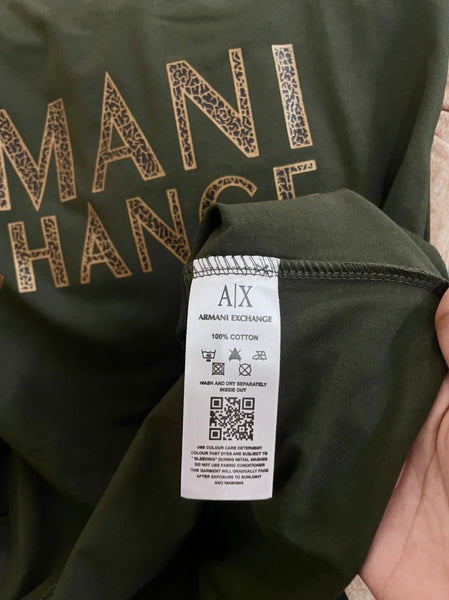 MANI
HANGE
A|X
ARMANI EXCHANGE
100% COTTON
WASH AND DRY SEPARATELY
INSIDE OUT
USE COLOUR CARE DETERGENT
COLOUR FAST DYES ARE SUBJECT TO
" BLEEDING" DURING INITIAL WASHES
DO NOT USE FABRIC CONDITIONER
THIS GARMENT WILL GRADUALLY FADE
AFTER EXPOSURE TO SUNLIGHT
AND WASHING